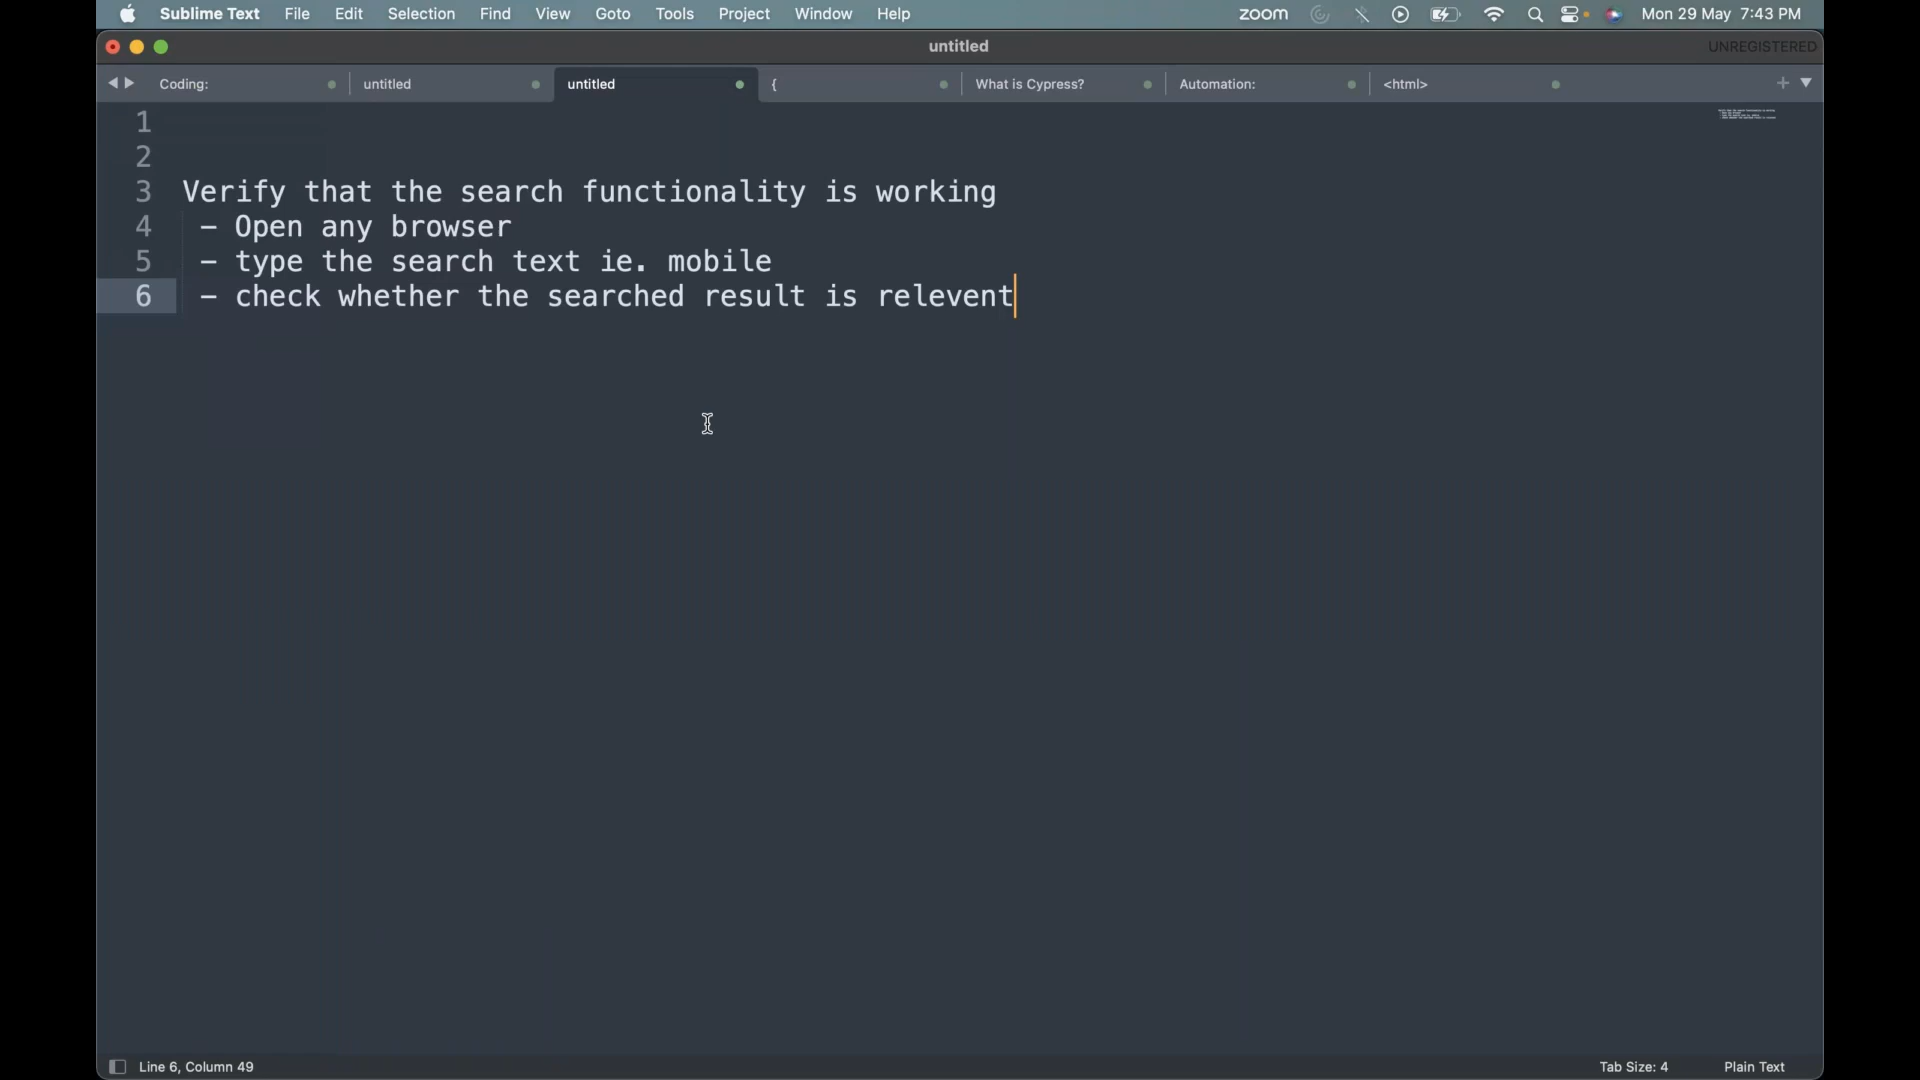 Sublime Text File Edit Selection Find View Goto Tools Project Window Help zoom Mon 29 May 7:43 PM
untitled UNREGISTERED
Coding: untitled untitled { What is Cypress? Automation: <html>
1
2
3 Verify that the search functionality is working
4 - Open any browser
5 - type the search text ie. mobile
6 - check whether the searched result is relevent
Line 6, Column 49 Tab Size: 4 Plain Text